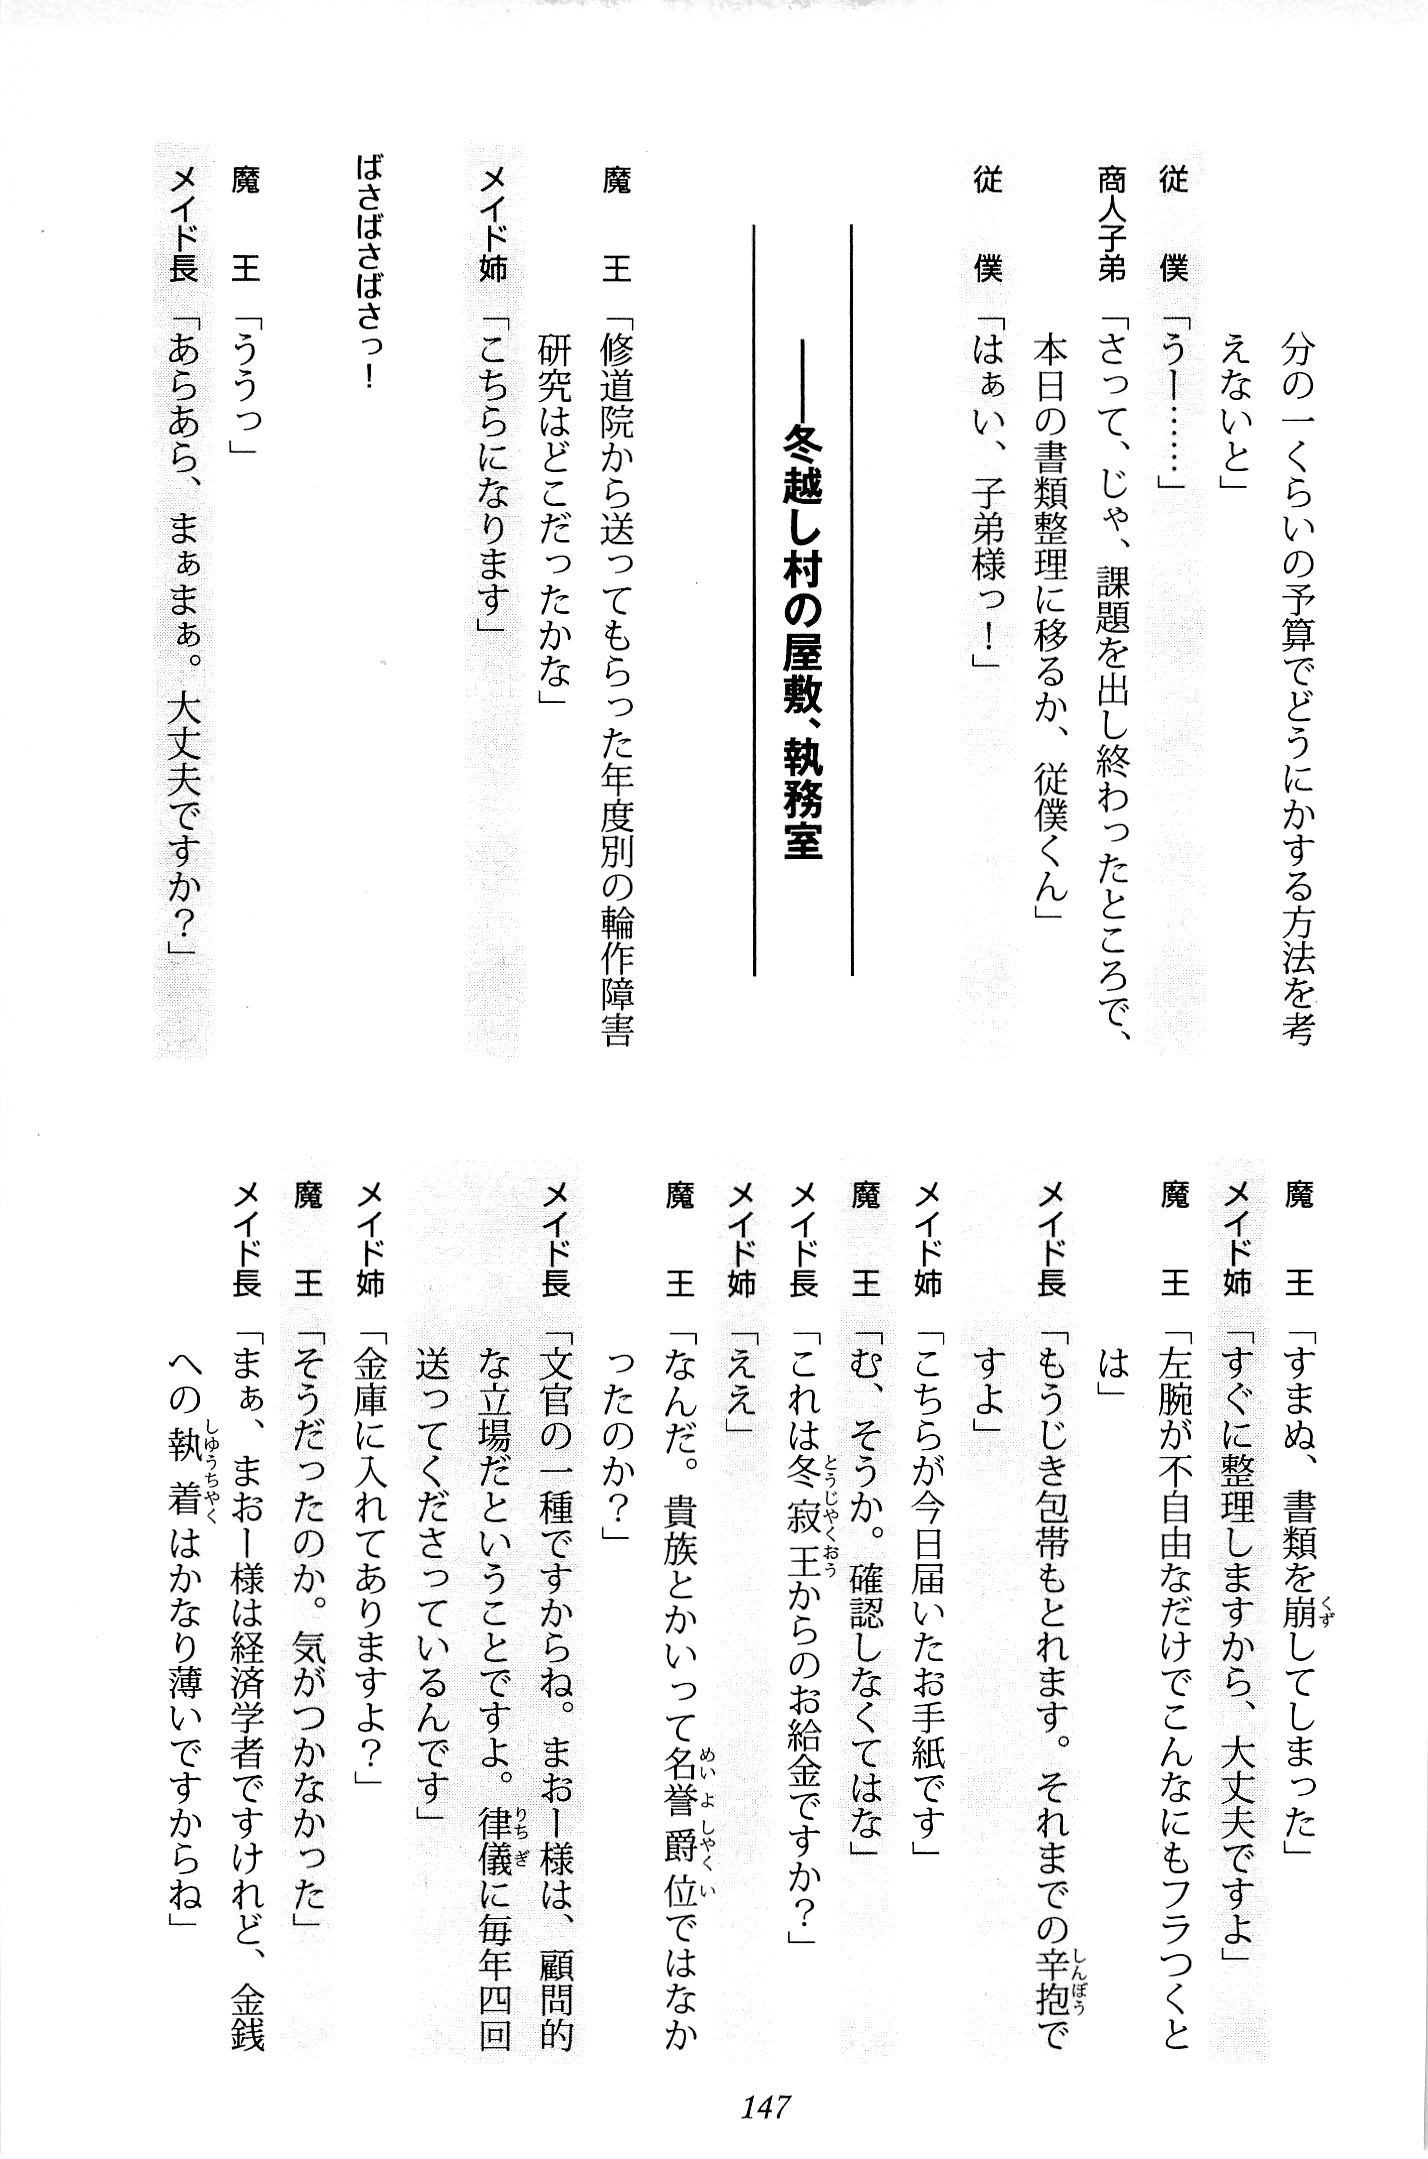 分の一くらいの予算でどうにかする方法を考
えないと」
従僕「うー……」
商人子弟「さって、じゃ、課題を出し終わったところで、
本日の書類整理に移るか、従僕くん」
従僕「はぁい、子弟様っ！」
――冬越し村の屋敷、執務室
魔王「修道院から送ってもらった年度別の輪作障害
研究はどこだったかな」
メイド姉「こちらになります」
ばさばさばさっ！
魔王「ううっ」
メイド長「あらあら、まぁまぁ。大丈夫ですか？」
魔王「すまぬ、書類を崩してしまった」
メイド姉「すぐに整理しますから、大丈夫ですよ」
魔王「左腕が不自由なだけでこんなにもフラつくと
は」
メイド長「もうじき包帯もとれます。それまでの辛抱で
すよ」
メイド姉「こちらが今日届いたお手紙です」
魔王「む、そうか。確認しなくてはな」
メイド長「これは冬寂王からのお給金ですか？」
メイド姉「ええ」
魔王「なんだ。貴族とかいって名誉爵位ではなか
ったのか？」
メイド長「文官の一種ですからね。まおー様は、顧問的
な立場だということですよ。律儀に毎年四回
送ってくださっているんです」
メイド姉「金庫に入れてありますよ？」
魔王「そうだったのか。気がつかなかった」
メイド長「まぁ、まおー様は経済学者ですけれど、金銭
への執着はかなり薄いですからね」
147